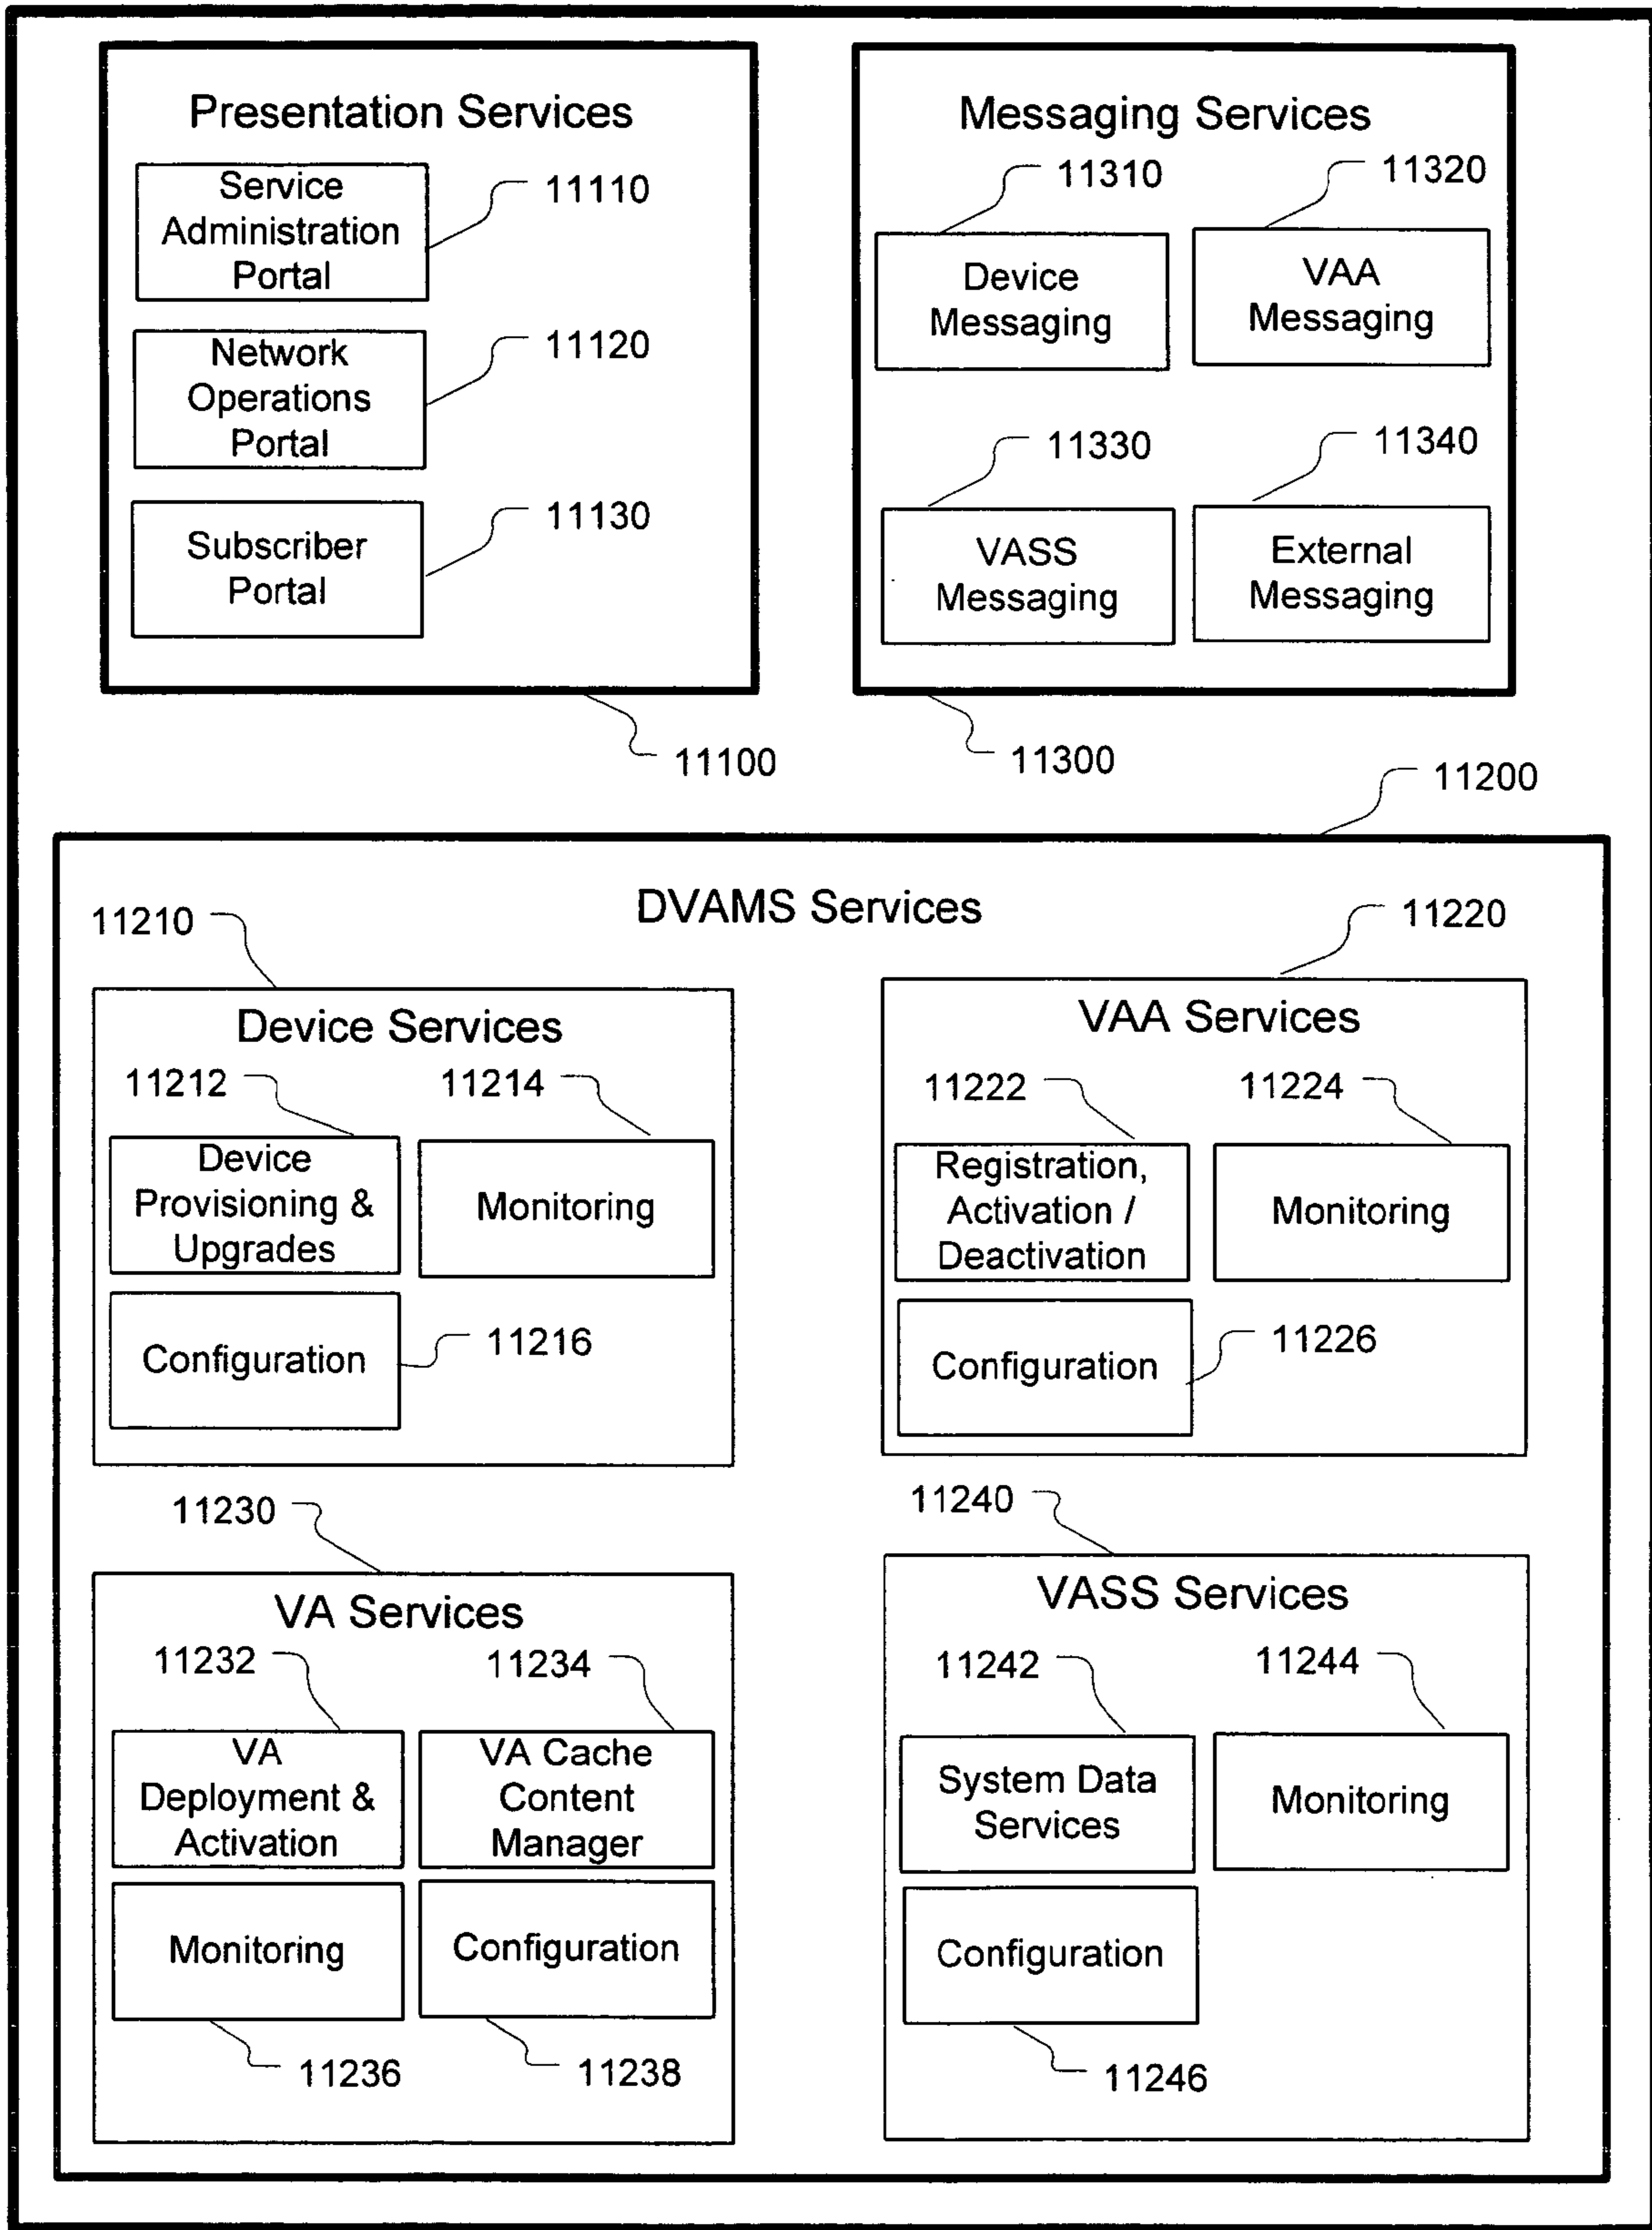 Presentation Services
Service
Administration
Portal
11110
Network
Operations
Portal
11120
Subscriber
Portal
11130
11100
Messaging Services
11310
11320
Device
Messaging
VAA
Messaging
11330
11340
VASS
Messaging
External
Messaging
11300
11200
DVAMS Services
11210
Device Services
11212
11214
Device
Provisioning &
Upgrades
Monitoring
Configuration
11216
11220
VAA Services
11222
11224
Registration,
Activation /
Deactivation
Monitoring
Configuration
11226
11230
VA Services
11232
11234
VA
Deployment &
Activation
VA Cache
Content
Manager
Monitoring
Configuration
11236
11238
11240
VASS Services
11242
11244
System Data
Services
Monitoring
Configuration
11246